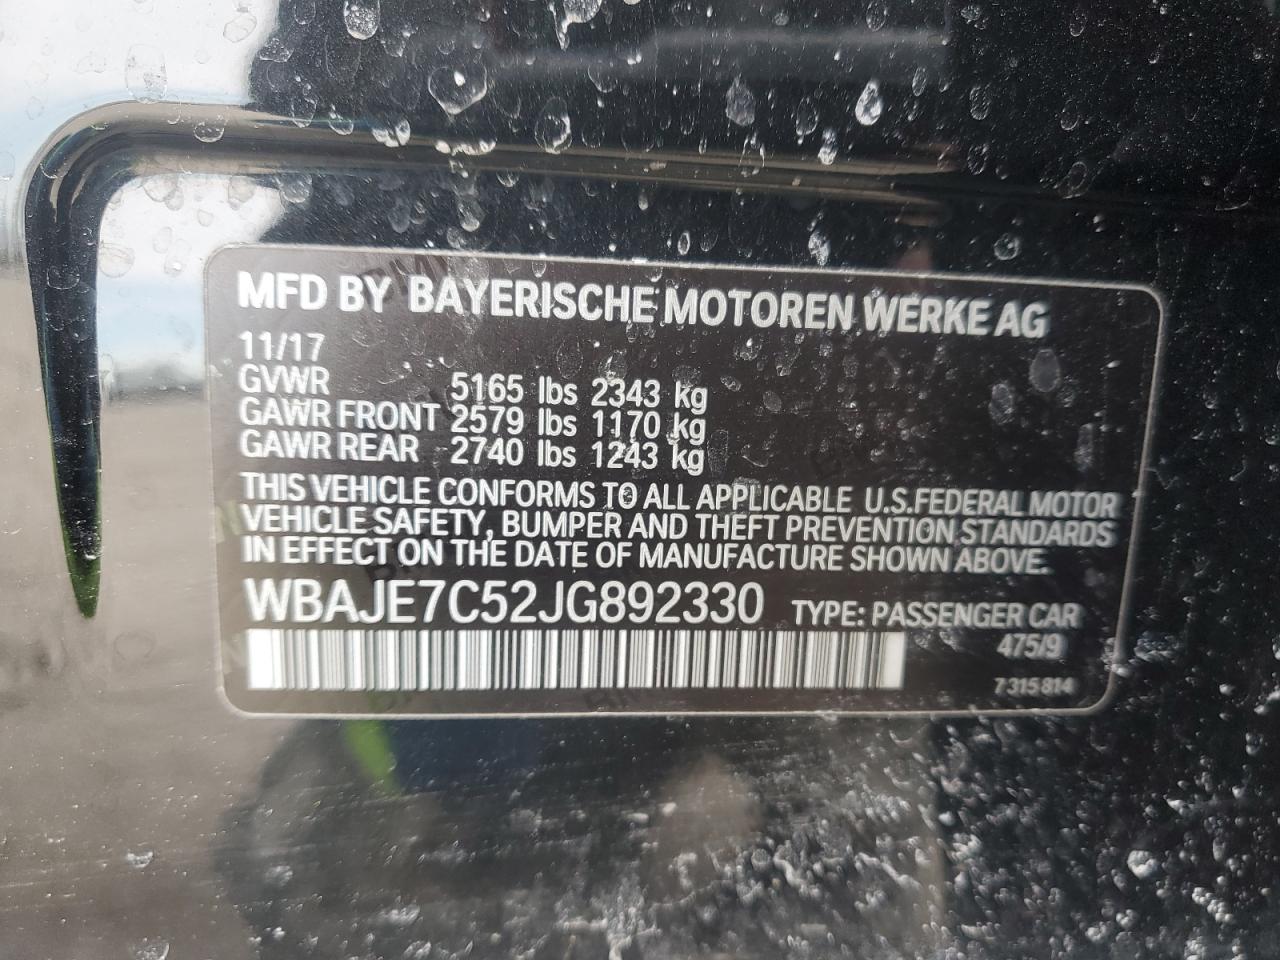 MFD BY BAYERISCHE MOTOREN WERKE AG
11/17
GVWR 5165 lbs 2343 kg
GAWR FRONT 2579 lbs 1170 kg
GAWR REAR 2740 lbs 1243 kg
THIS VEHICLE CONFORMS TO ALL APPLICABLE U.S.FEDERAL MOTOR
VEHICLE SAFETY, BUMPER AND THEFT PREVENTION STANDARDS
IN EFFECT ON THE DATE OF MANUFACTURE SHOWN ABOVE.
WBAJE7C52JG892330 TYPE: PASSENGER CAR
475/9
7 315 814